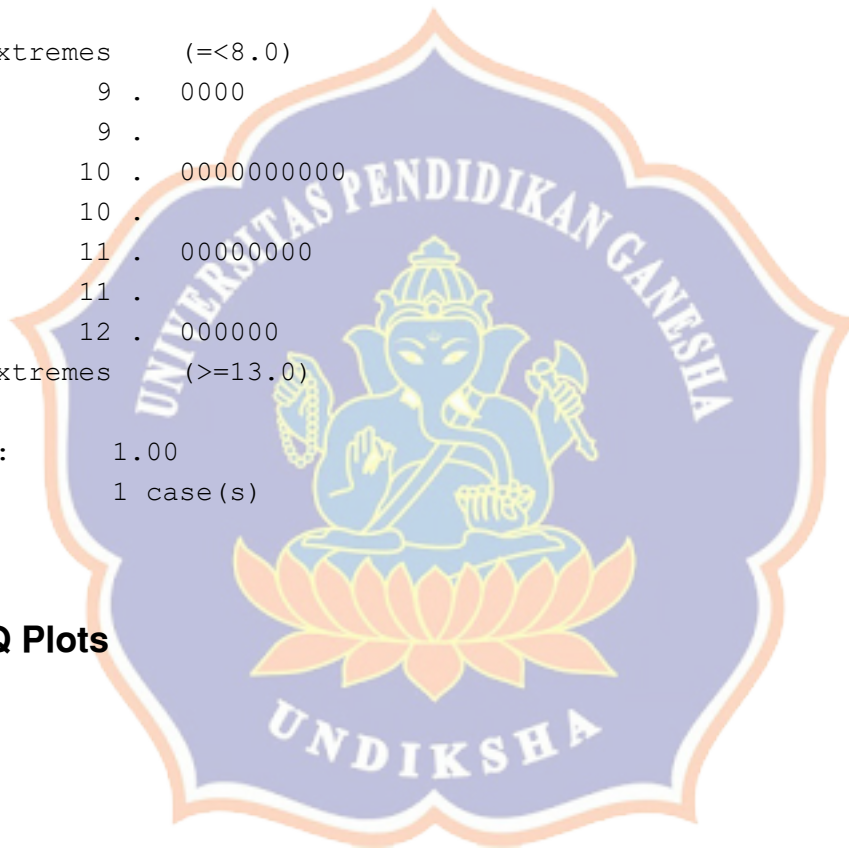 xtremes (=<8.0)
9 . 0000
9 .
10 . 0000000000
10 .
11 . 00000000
11 .
12 . 000000
xtremes (>=13.0)
: 1.00
1 case(s)
Q Plots
UNIVERSITAS PENDIDIKAN GANESHA
UNDIKSHA